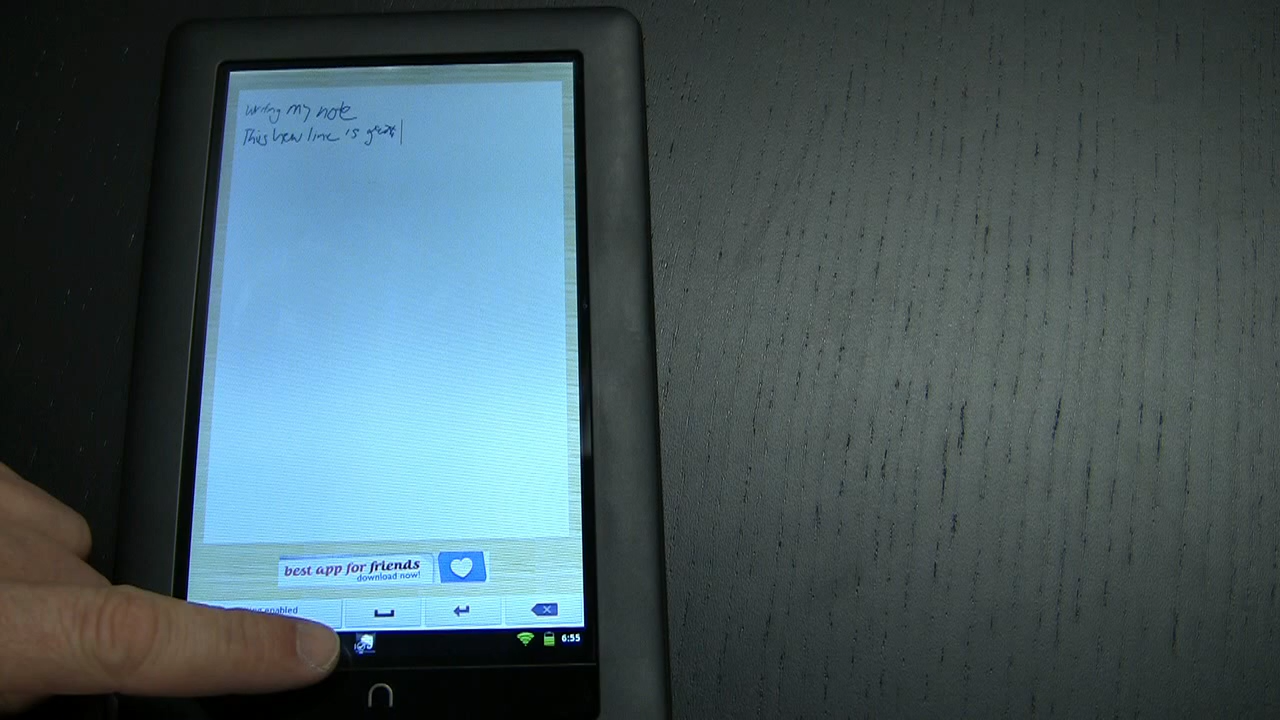 writing my note
This new line is great
best app for friends
download now!
enabled
6:55